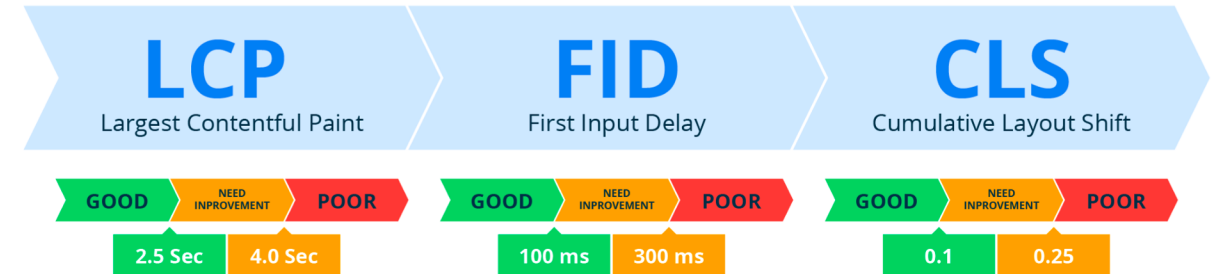 LCP
Largest Contentful Paint
FID
First Input Delay
CLS
Cumulative Layout Shift
GOOD
NEED
INPROVEMENT
POOR
2.5 Sec
4.0 Sec
GOOD
NEED
INPROVEMENT
POOR
100 ms
300 ms
GOOD
NEED
INPROVEMENT
POOR
0.1
0.25